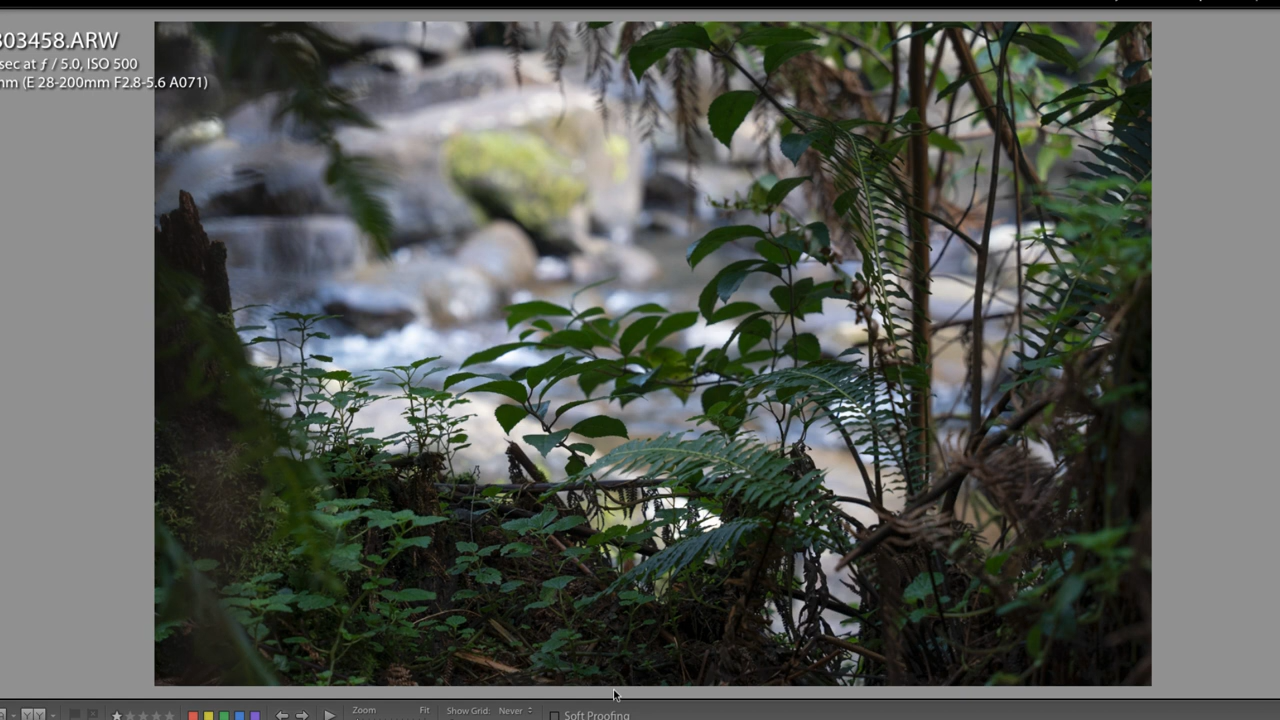 303458.ARW
sec at ƒ / 5.0, ISO 500
mm (E 28-200mm F2.8-5.6 A071)
Zoom Fit Show Grid: Never Soft Proofing